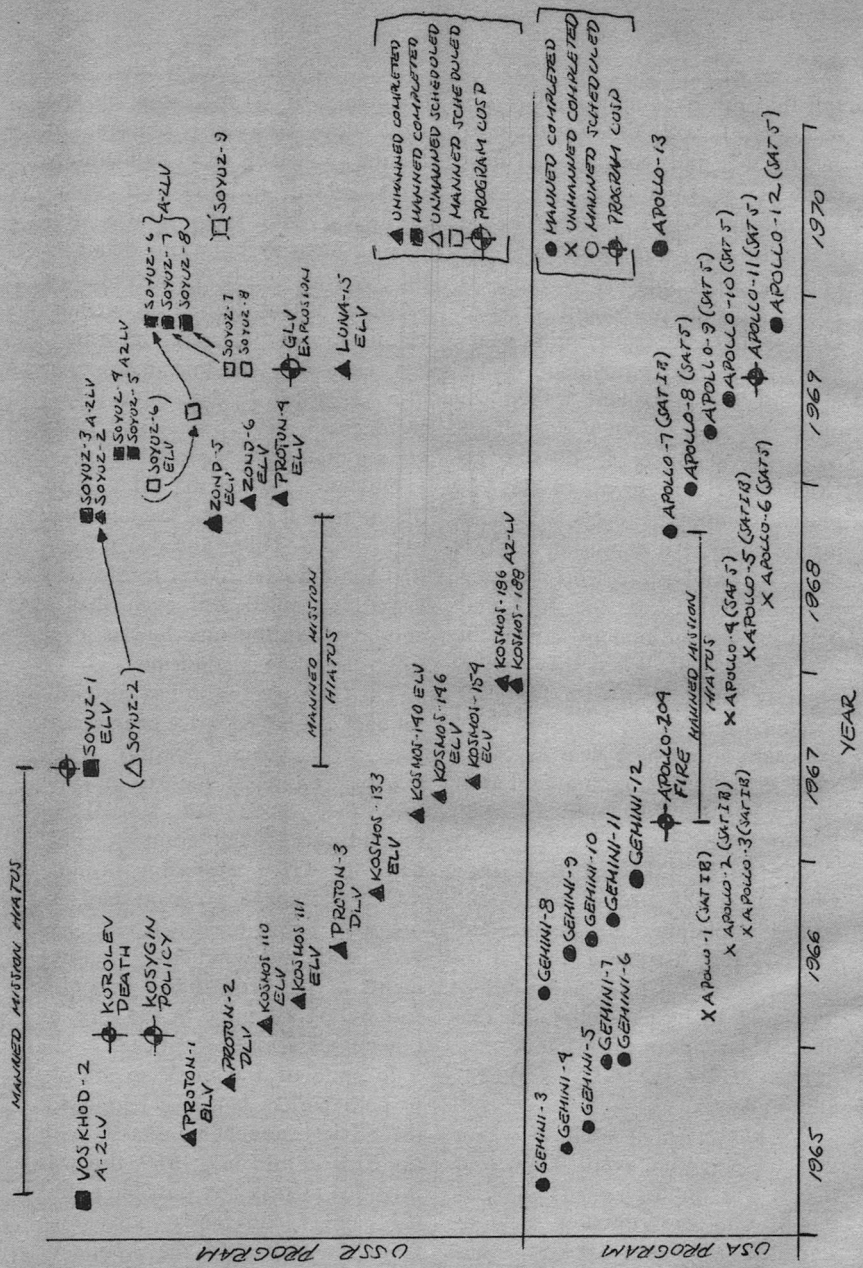 MANNED MISSION HIATUS
VOSKHOD-2
A-2LV
KOROLEV
DEATH
KOSYGIN
POLICY
PROTON-1
PROTON-2
DLV
KOSMOS-110
ELV
KOSMOS-111
ELV
PROTON-3
DLV
KOSMOS-133
ELV
KOSMOS-140 ELV
KOSMOS-146
ELV
KOSMOS-154
ELV
KOSMOS-186
KOSMOS-188 A2-LV
SOYUZ-1
ELV
(SOYUZ-2)
MANNED MISSION
HIATUS
SOYUZ-3 A-2LV
SOYUZ-2
SOYUZ-4 A2LV
SOYUZ-5
(SOYUZ-6)
ELV
ZOND-5
ELV
ZOND-6
ELV
PROTON-4
ELV
SOYUZ-6
SOYUZ-7 A-2LV
SOYUZ-8
SOYUZ-7
SOYUZ-8
GLV
EXPLOSION
LUNA-15
ELV
SOYUZ-9
UNMANNED COMPLETED
MANNED COMPLETED
UNMANNED SCHEDULED
MANNED SCHEDULED
PROGRAM CUSP
USSR PROGRAM
MANNED COMPLETED
X UNMANNED COMPLETED
MANNED SCHEDULED
PROGRAM CUSP
GEMINI-3
GEMINI-4
GEMINI-5
GEMINI-7
GEMINI-6
GEMINI-8
GEMINI-9
GEMINI-10
GEMINI-11
GEMINI-12
APOLLO-204
FIRE
MANNED MISSION
HIATUS
X APOLLO-1 (SAT IB)
X APOLLO-2 (SAT IB)
X APOLLO-3 (SAT IB)
X APOLLO-4 (SAT 5)
X APOLLO-5 (SAT IB)
X APOLLO-6 (SAT 5)
APOLLO-7 (SAT IB)
APOLLO-8 (SAT 5)
APOLLO-9 (SAT 5)
APOLLO-10 (SAT 5)
APOLLO-11 (SAT 5)
APOLLO-12 (SAT 5)
APOLLO-13
USA PROGRAM
1965 1966 1967 1968 1969 1970
YEAR